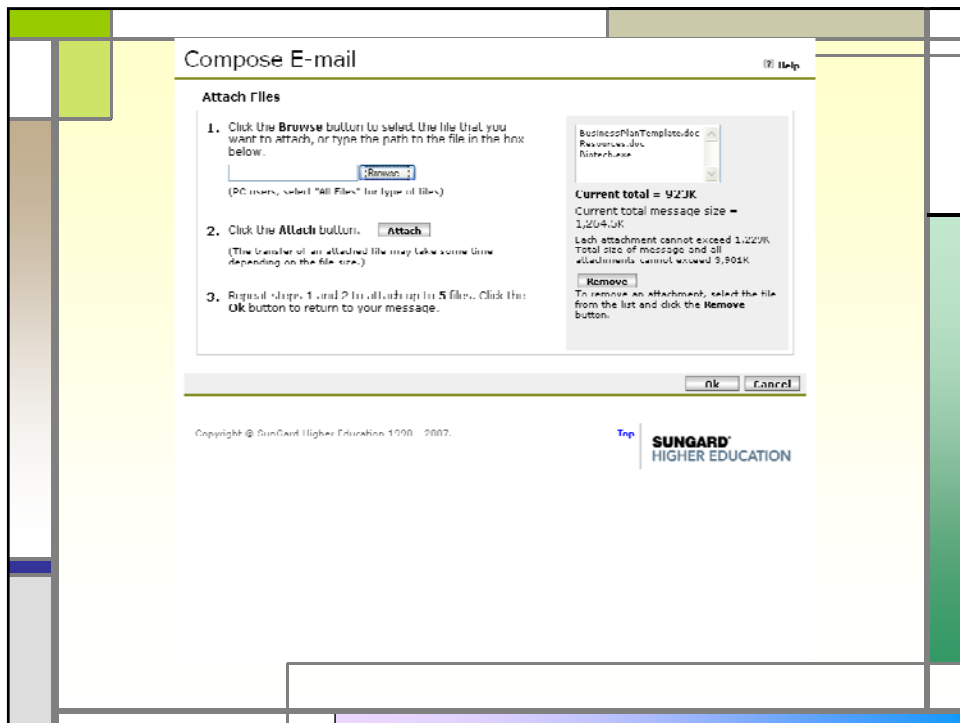 Compose E-mail
Help
Attach Files
1. Click the Browse button to select the file that you
want to attach, or type the path to the file in the box
below.
Browse...
(PC users, select "All Files" for type of files)
2. Click the Attach button. Attach
(The transfer of an attached file may take some time
depending on the file size.)
3. Repeat steps 1 and 2 to attach up to 5 files. Click the
Ok button to return to your message.
BusinessPlanTemplate.doc
Resources.doc
Biotech.exe
Current total = 923K
Current total message size =
1,264.5K
Each attachment cannot exceed 1,229K
Total size of message and all
attachments cannot exceed 3,901K
Remove
To remove an attachment, select the file
from the list and click the Remove
button.
Ok Cancel
Copyright © SunGard Higher Education 1998 - 2007.
Top
SUNGARD
HIGHER EDUCATION